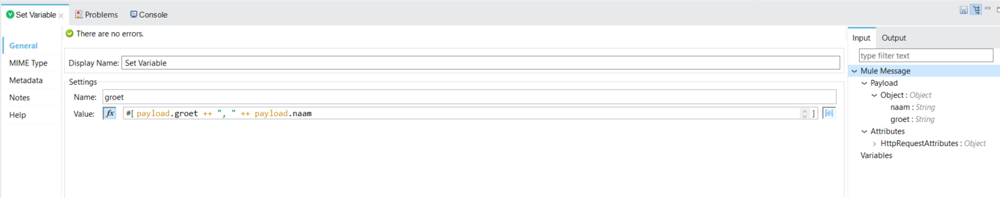 Set Variable
Problems
Console
There are no errors.
General
MIME Type
Metadata
Notes
Help
Display Name: Set Variable
Settings
Name: groet
Value: fx #[ payload.groet ++ ", " ++ payload.naam ]
Input
Output
type filter text
Mule Message
Payload
Object : Object
naam : String
groet : String
Attributes
HttpRequestAttributes : Object
Variables